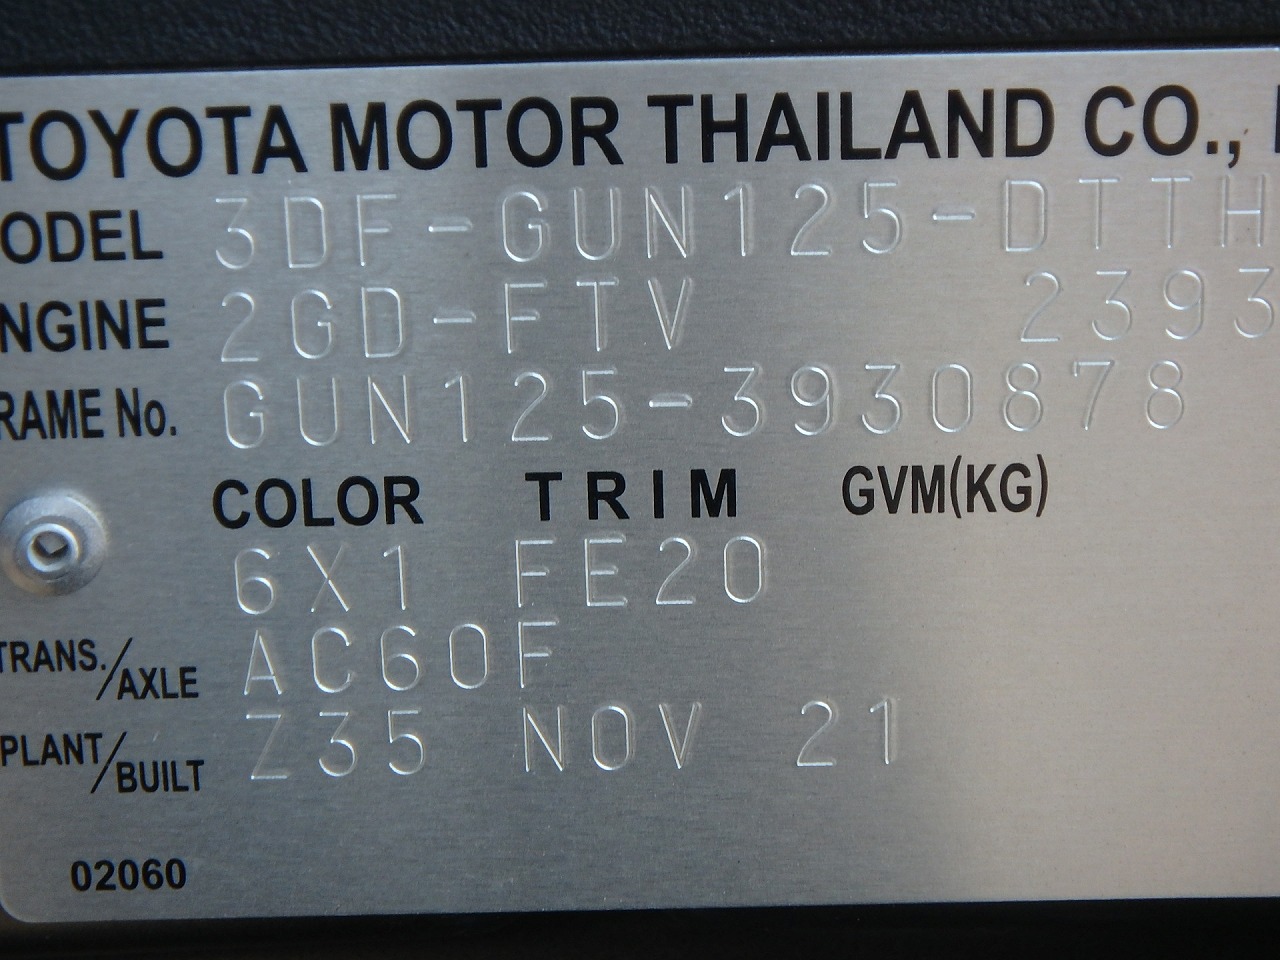 TOYOTA MOTOR THAILAND CO.,
ODEL 3DF-GUN125-DTTH
NGINE 2GD-FTV 2393
RAME No. GUN125-3930878
COLOR TRIM GVM(KG)
6X1 FE20
TRANS./AXLE AC60F
PLANT/BUILT Z35 NOV 21
02060